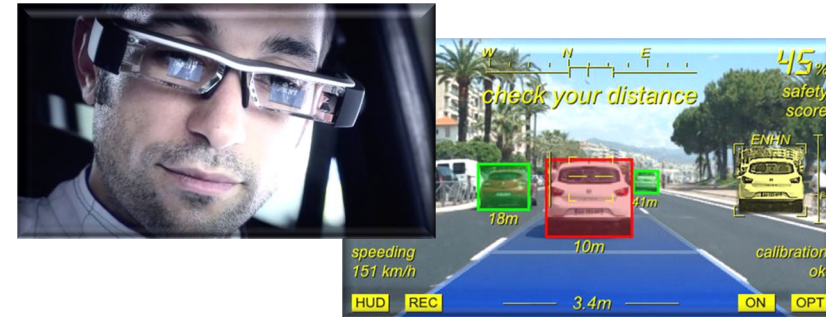 W N E
45%
safety
score
check your distance
ENHN
18m
10m
41m
speeding
151 km/h
calibration
ok
HUD REC 3.4m ON OPT